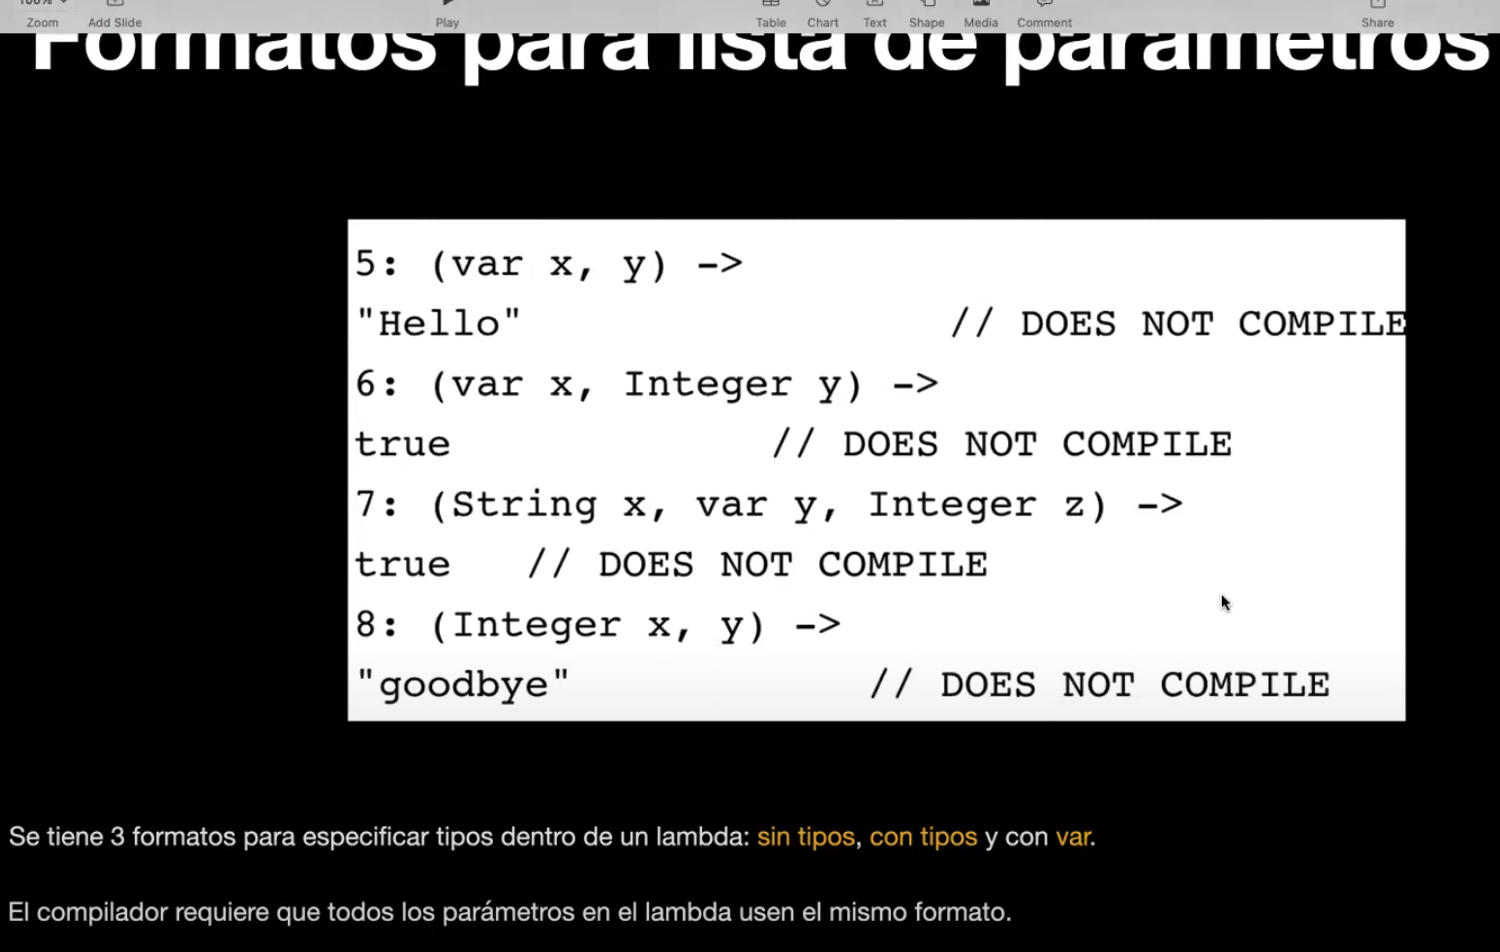 100%
Zoom Add Slide Play Table Chart Text Shape Media Comment Share
Formatos para lista de parámetros
5: (var x, y) ->
"Hello" // DOES NOT COMPILE
6: (var x, Integer y) ->
true // DOES NOT COMPILE
7: (String x, var y, Integer z) ->
true // DOES NOT COMPILE
8: (Integer x, y) ->
"goodbye" // DOES NOT COMPILE
Se tiene 3 formatos para especificar tipos dentro de un lambda: sin tipos, con tipos y con var.
El compilador requiere que todos los parámetros en el lambda usen el mismo formato.